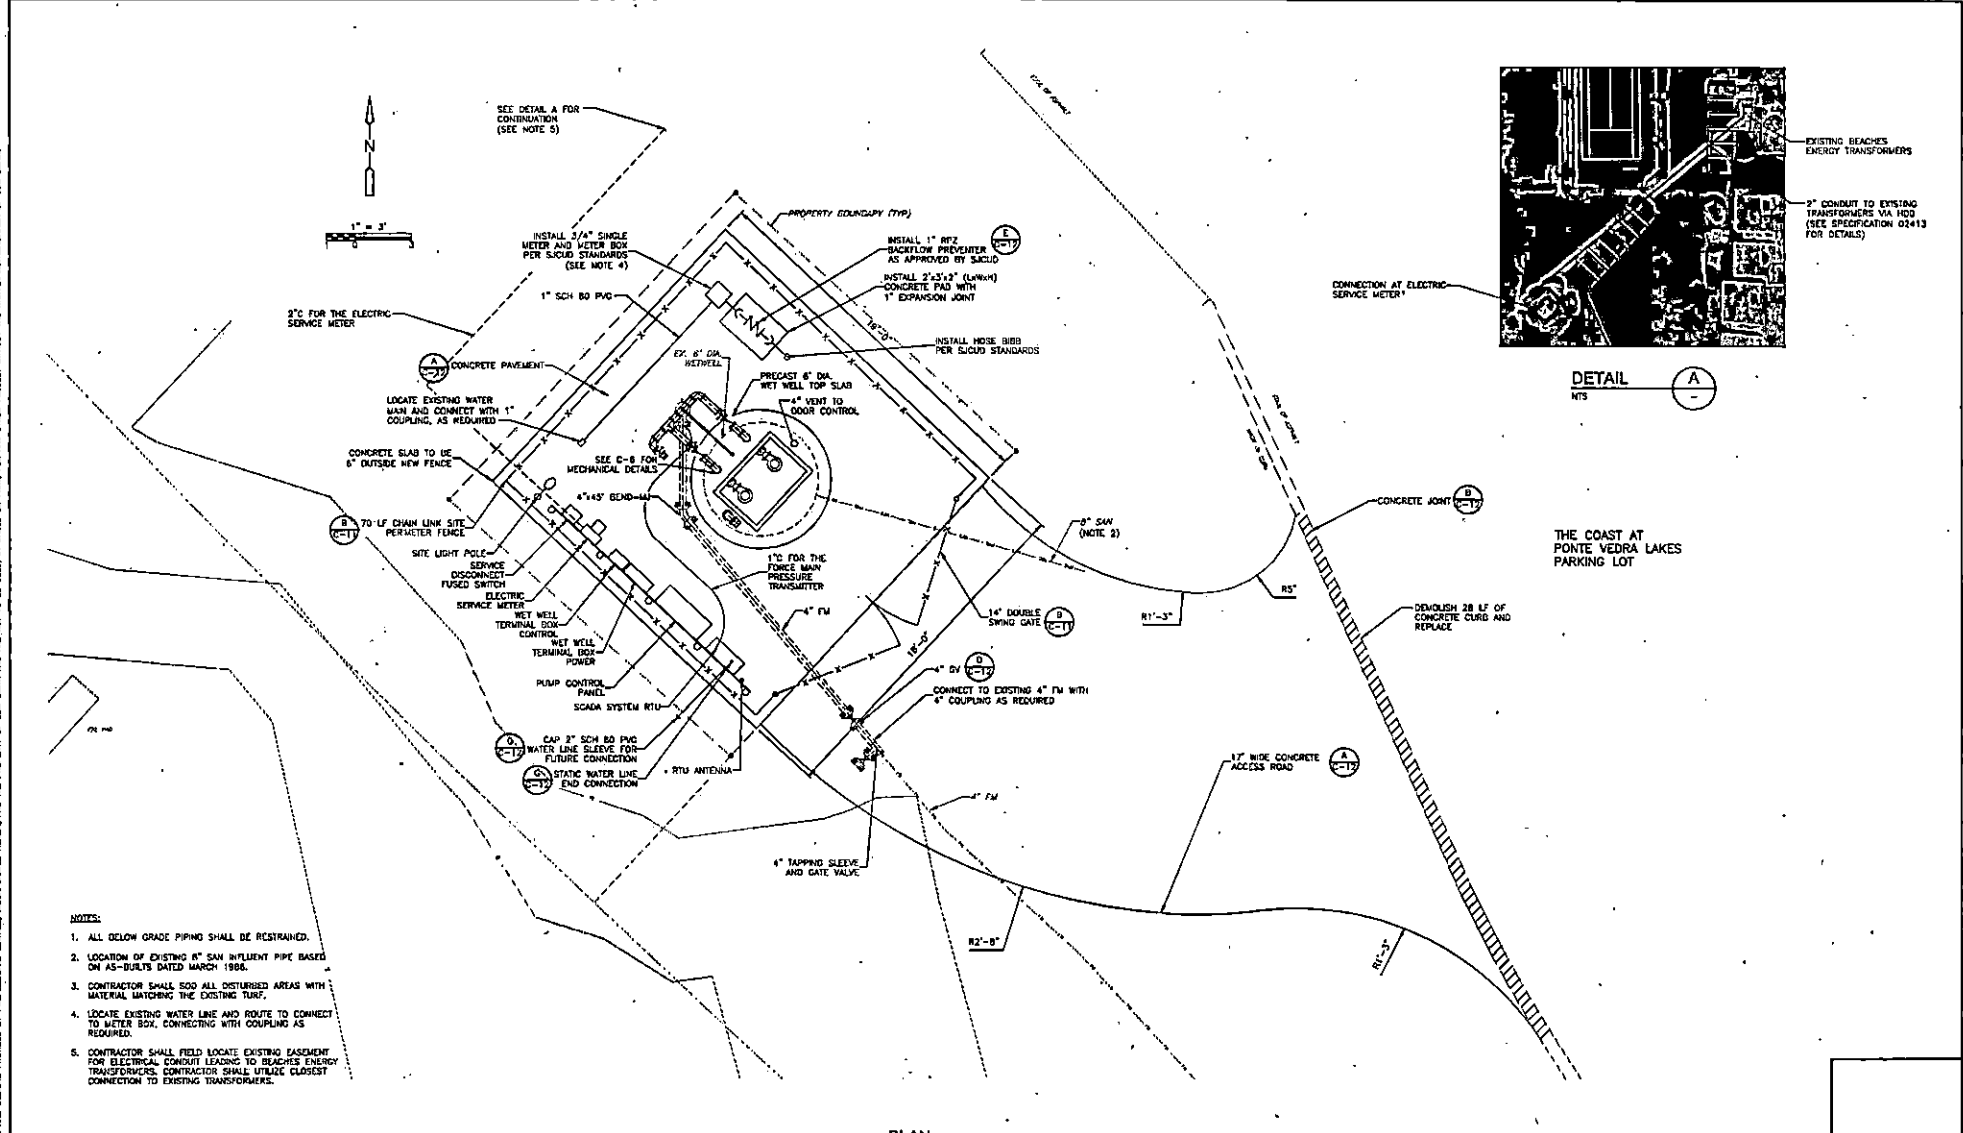 SEE DETAIL A FOR
CONTINUATION
(SEE NOTE 5)
N
1" = 3'
PROPERTY BOUNDARY (TYP)
INSTALL 3/4" SINGLE
METER AND METER BOX
PER SJCUD STANDARDS
(SEE NOTE 4)
INSTALL 1" RPZ
BACKFLOW PREVENTER
AS APPROVED BY SJCUD
E
C-12
INSTALL 2'x3'x2" (LxWxH)
CONCRETE PAD WITH
1" EXPANSION JOINT
1" SCH 80 PVC
2"C FOR THE ELECTRIC
SERVICE METER
INSTALL HOSE BIBB
PER SJCUD STANDARDS
A
C-12
CONCRETE PAVEMENT
EX. 6' DIA.
WETWELL
PRECAST 6' DIA.
WET WELL TOP SLAB
4" VENT TO
ODOR CONTROL
LOCATE EXISTING WATER
MAIN AND CONNECT WITH 1"
COUPLING, AS REQUIRED
CONCRETE SLAB TO BE
6" OUTSIDE NEW FENCE
SEE C-6 FOR
MECHANICAL DETAILS
4"x45° BEND-MJ
B
C-11
70 LF CHAIN LINK SITE
PERIMETER FENCE
SITE LIGHT POLE
SERVICE
DISCONNECT
FUSED SWITCH
ELECTRIC
SERVICE METER
WET WELL
TERMINAL BOX
CONTROL
WET WELL
TERMINAL BOX
POWER
PUMP CONTROL
PANEL
SCADA SYSTEM RTU
CAP 2" SCH 80 PVC
WATER LINE SLEEVE FOR
FUTURE CONNECTION
G
C-12
STATIC WATER LINE
END CONNECTION
RTU ANTENNA
1"C FOR THE
FORCE MAIN
PRESSURE
TRANSMITTER
4" FM
8" SAN
(NOTE 2)
14' DOUBLE
SWING GATE
B
C-11
18'-0"
4" GV
D
C-12
CONNECT TO EXISTING 4" FM WITH
4" COUPLING AS REQUIRED
R1'-3"
R5"
4" FM
4" TAPPING SLEEVE
AND GATE VALVE
17' WIDE CONCRETE
ACCESS ROAD
A
C-12
R2'-8"
R1'-3"
EXISTING BEACHES
ENERGY TRANSFORMERS
2" CONDUIT TO EXISTING
TRANSFORMERS VIA HDD
(SEE SPECIFICATION 02413
FOR DETAILS)
CONNECTION AT ELECTRIC
SERVICE METER
DETAIL
NTS
A
-
CONCRETE JOINT
B
C-12
THE COAST AT
PONTE VEDRA LAKES
PARKING LOT
DEMOLISH 28 LF OF
CONCRETE CURB AND
REPLACE
NOTES:
1. ALL BELOW GRADE PIPING SHALL BE RESTRAINED.
2. LOCATION OF EXISTING 8" SAN INFLUENT PIPE BASED
ON AS-BUILTS DATED MARCH 1988.
3. CONTRACTOR SHALL SOD ALL DISTURBED AREAS WITH
MATERIAL MATCHING THE EXISTING TURF.
4. LOCATE EXISTING WATER LINE AND ROUTE TO CONNECT
TO METER BOX, CONNECTING WITH COUPLING AS
REQUIRED.
5. CONTRACTOR SHALL FIELD LOCATE EXISTING EASEMENT
FOR ELECTRICAL CONDUIT LEADING TO BEACHES ENERGY
TRANSFORMERS. CONTRACTOR SHALL UTILIZE CLOSEST
CONNECTION TO EXISTING TRANSFORMERS.